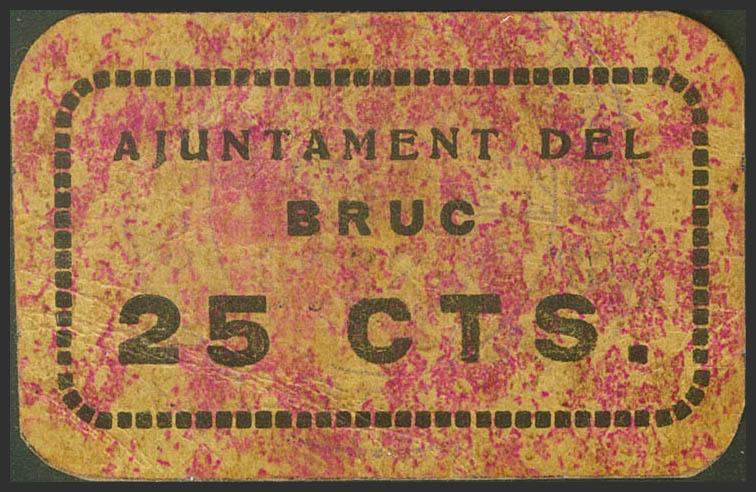 AJUNTAMENT DEL
BRUC
25 CTS.